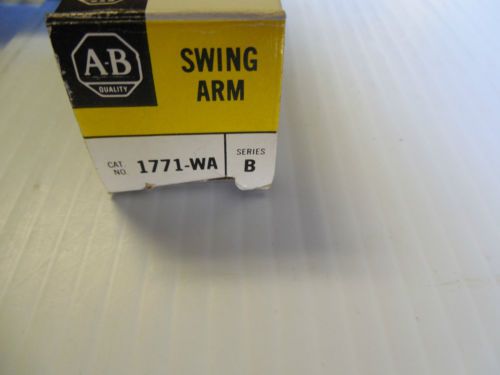 A-B
QUALITY
SWING
ARM
CAT.
NO.
1771-WA
SERIES
B